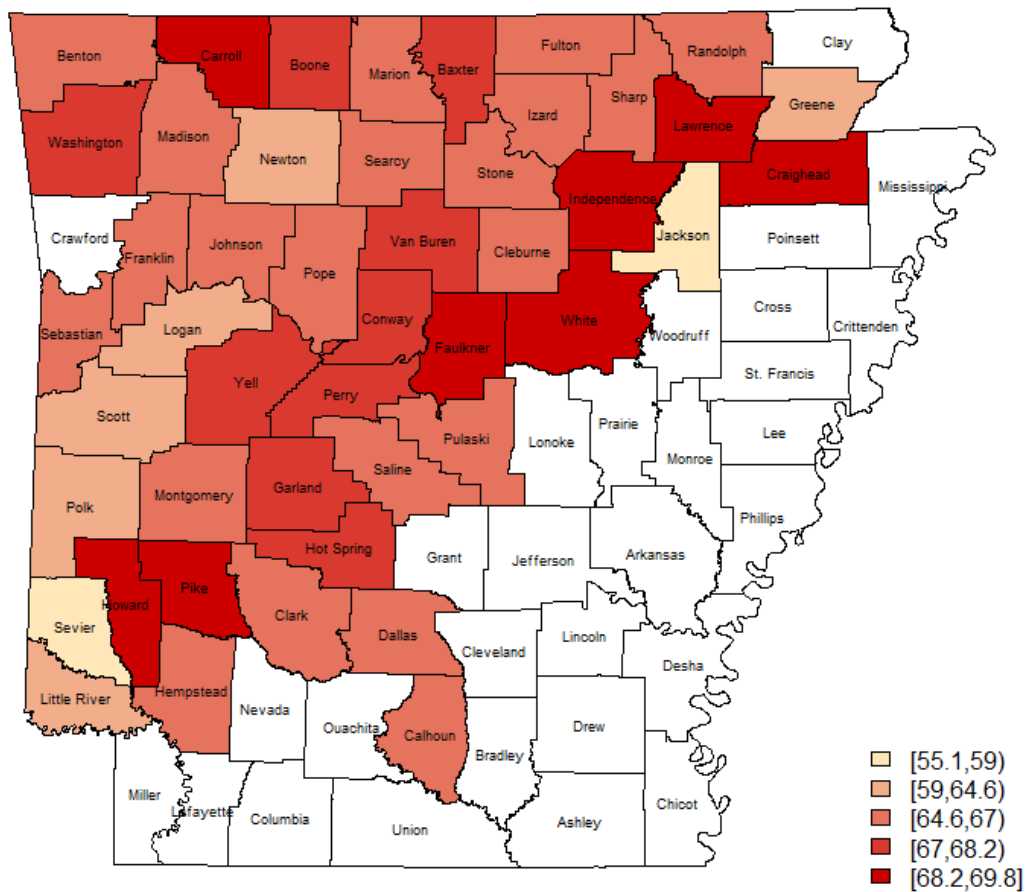 Benton
Carroll
Boone
Marion
Baxter
Fulton
Sharp
Randolph
Clay
Greene
Izard
Lawrence
Washington
Madison
Newton
Searcy
Stone
Independence
Jackson
Craighead
Mississippi
Poinsett
Crawford
Franklin
Johnson
Pope
Van Buren
Cleburne
Sebastian
Logan
Conway
Faulkner
White
Woodruff
Cross
Crittenden
St. Francis
Scott
Yell
Perry
Pulaski
Lonoke
Prairie
Lee
Monroe
Saline
Polk
Montgomery
Garland
Phillips
Hot Spring
Grant
Jefferson
Arkansas
Howard
Pike
Sevier
Clark
Dallas
Cleveland
Lincoln
Desha
Little River
Hempstead
Nevada
Ouachita
Calhoun
Bradley
Drew
Miller
Lafayette
Columbia
Union
Ashley
Chicot
[55.1,59)
[59,64.6)
[64.6,67)
[67,68.2)
[68.2,69.8]